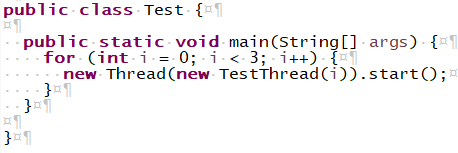 public class Test {¤¶
¤¶
··public·static·void·main(String[]·args)·{¤¶
····for·(int·i·=·0;·i·<·3;·i++)·{¤¶
······new·Thread(new·TestThread(i)).start();¤
····}¤¶
··}¤¶
¤¶
}¤¶